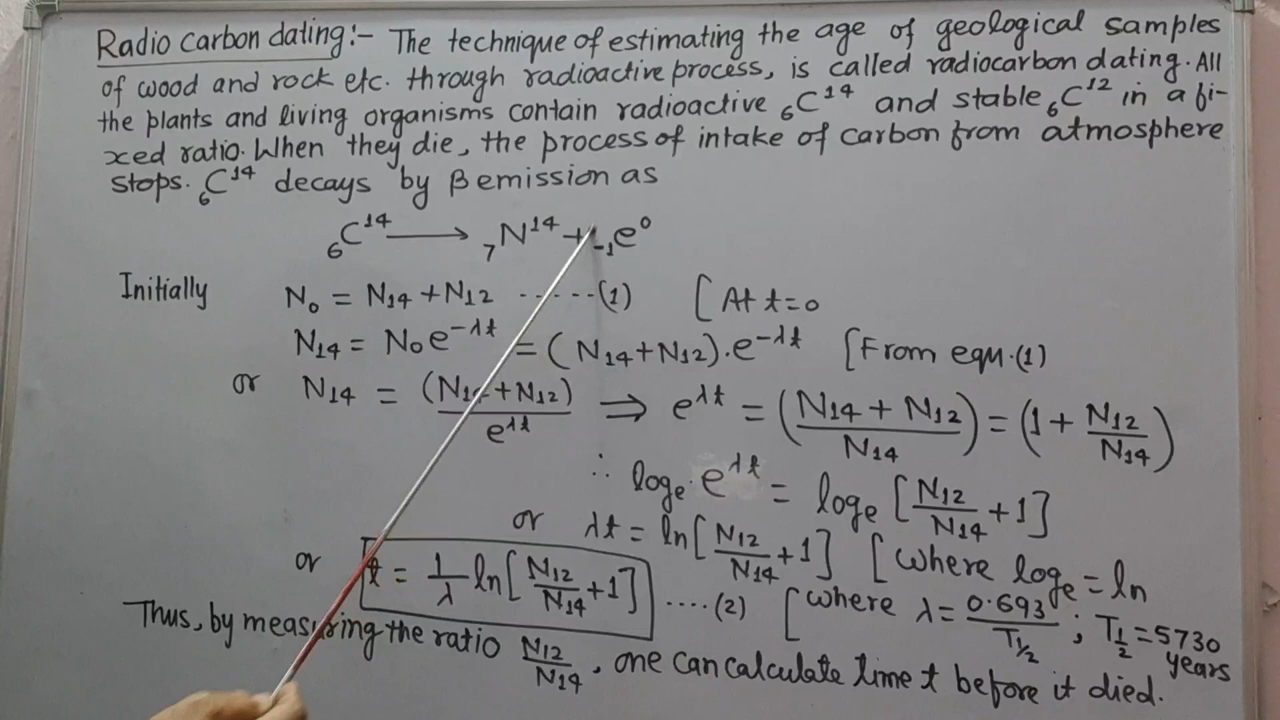 Radio carbon dating:- The technique of estimating the age of geological samples
of wood and rock etc. through radioactive process, is called radiocarbon dating. All
the plants and living organisms contain radioactive ₆C¹⁴ and stable ₆C¹² in a fi-
xed ratio. When they die, the process of intake of carbon from atmosphere
stops. ₆C¹⁴ decays by β emission as
₆C¹⁴ ⟶ ₇N¹⁴ + ₋₁e⁰
Initially N₀ = N₁₄ + N₁₂ ......(1) [At t=0
N₁₄ = N₀e^-λt = (N₁₄+N₁₂).e^-λt [From equ.(1)
or N₁₄ = (N₁₄+N₁₂)/e^λt ⇒ e^λt = (N₁₄ + N₁₂/N₁₄) = (1 + N₁₂/N₁₄)
∴ logₑ e^λt = logₑ [N₁₂/N₁₄ + 1]
or λt = ln[N₁₂/N₁₄ + 1] [Where logₑ = ln
or t = 1/λ ln[N₁₂/N₁₄ + 1] ....(2) [where λ = 0.693/T½ ; T½ = 5730 years
Thus, by measuring the ratio N₁₂/N₁₄, one can calculate time t before it died.